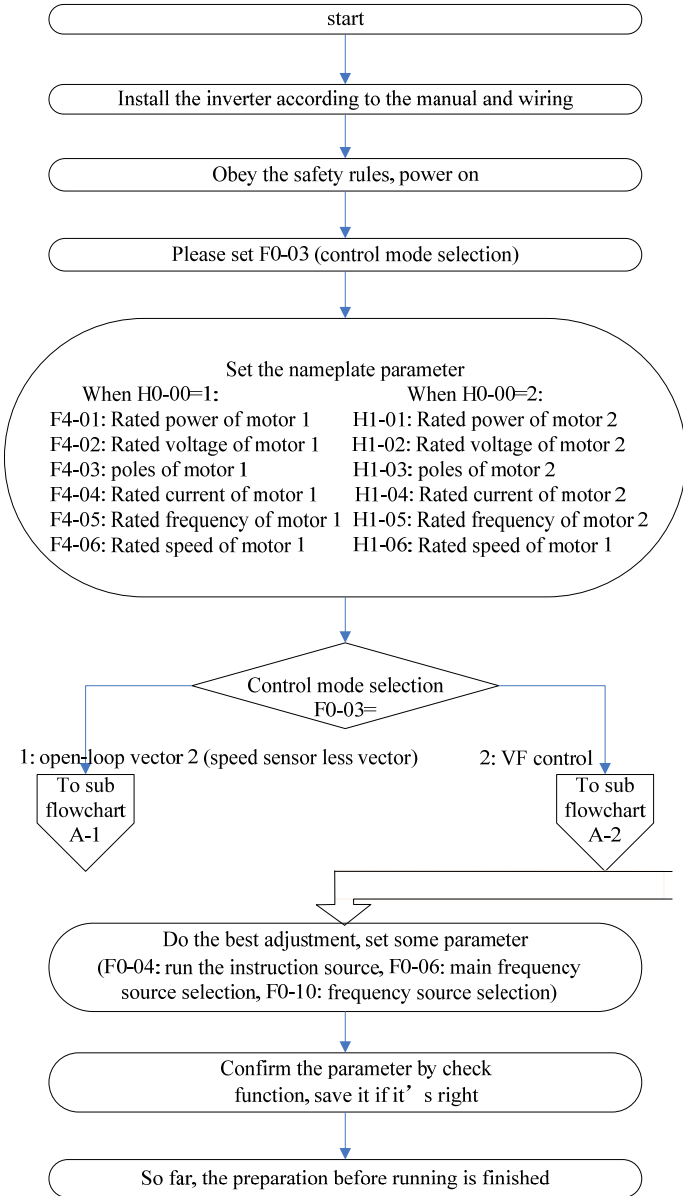 start
Install the inverter according to the manual and wiring
Obey the safety rules, power on
Please set F0-03 (control mode selection)
Set the nameplate parameter
When H0-00=1:
F4-01: Rated power of motor 1
F4-02: Rated voltage of motor 1
F4-03: poles of motor 1
F4-04: Rated current of motor 1
F4-05: Rated frequency of motor 1
F4-06: Rated speed of motor 1
When H0-00=2:
H1-01: Rated power of motor 2
H1-02: Rated voltage of motor 2
H1-03: poles of motor 2
H1-04: Rated current of motor 2
H1-05: Rated frequency of motor 2
H1-06: Rated speed of motor 1
Control mode selection
F0-03=
1: open-loop vector 2 (speed sensor less vector)
To sub
flowchart
A-1
2: VF control
To sub
flowchart
A-2
Do the best adjustment, set some parameter
(F0-04: run the instruction source, F0-06: main frequency
source selection, F0-10: frequency source selection)
Confirm the parameter by check
function, save it if it’s right
So far, the preparation before running is finished